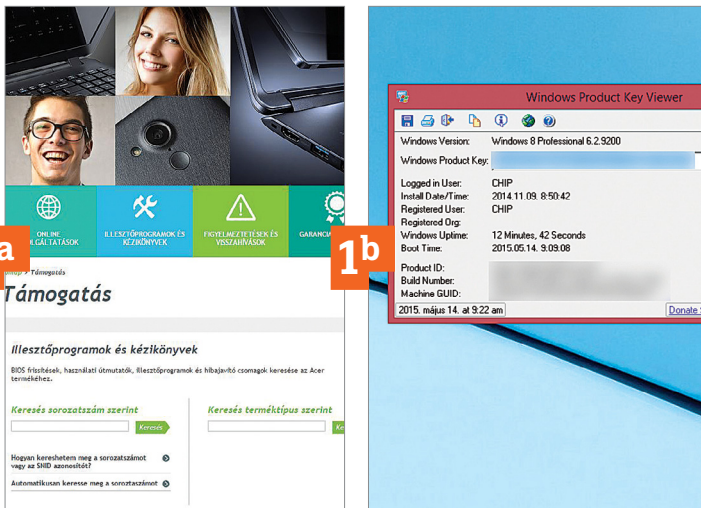 ONLINE
ILLESZTŐPROGRAMOK ÉS
KÉZIKÖNYVEK
FIGYELMEZTETÉSEK ÉS
VISSZAHÍVÁSOK
a
> Támogatás
Támogatás
Illesztőprogramok és kézikönyvek
BIOS frissítések, használati útmutatók, illesztőprogramok és hibajavító csomagok keresése az Acer
termékéhez.
Keresés sorozatszám szerint
Keresés
Keresés terméktípus szerint
Hogyan kereshetem meg a sorozatszámot
vagy az SNID azonosítót?
Automatikusan keresse meg a soroztaszámot
1b
Windows Product Key Viewer
Windows Version: Windows 8 Professional 6.2.9200
Windows Product Key:
Logged in User: CHIP
Install Date/Time: 2014.11.09. 8:50:42
Registered User: CHIP
Registered Org:
Windows Uptime: 12 Minutes, 42 Seconds
Boot Time: 2015.05.14. 9:09:08
Product ID:
Build Number:
Machine GUID:
2015. május 14. at 9:22 am
Donate